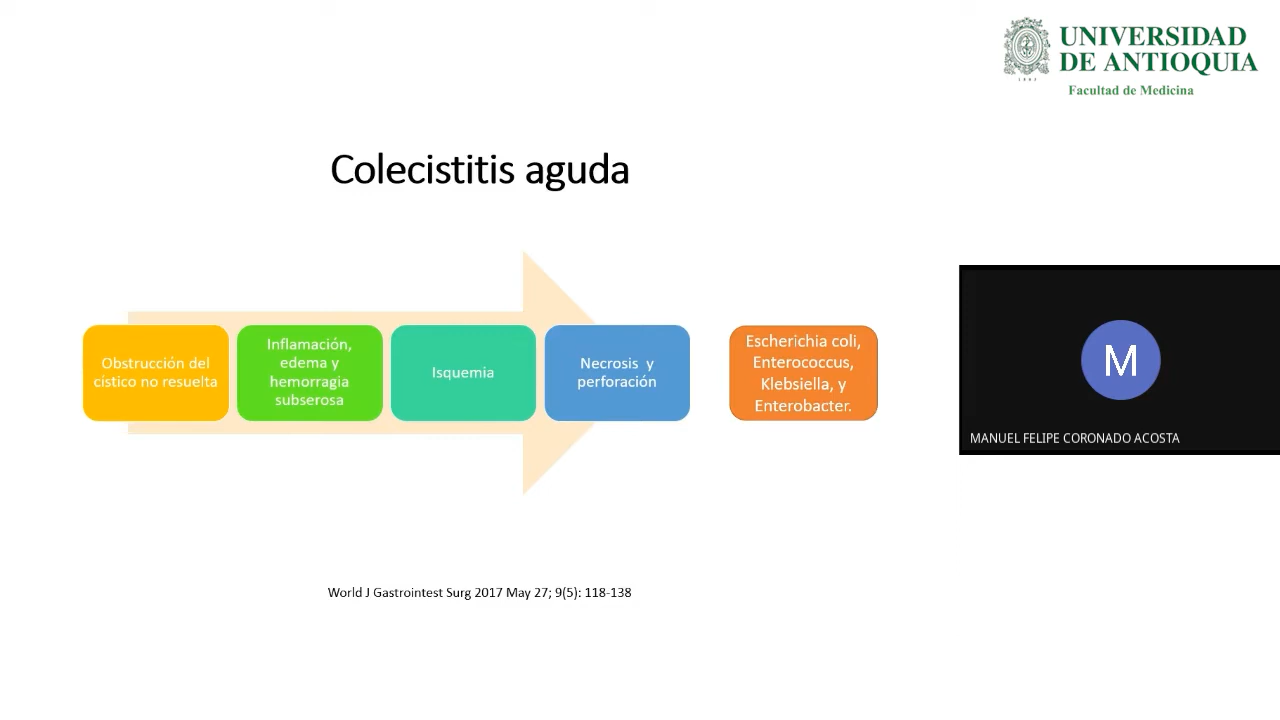 UNIVERSIDAD
DE ANTIOQUIA
1803
Facultad de Medicina
Colecistitis aguda
Obstrucción del
cístico no resuelta
Inflamación,
edema y
hemorragia
subserosa
Isquemia
Necrosis y
perforación
Escherichia coli,
Enterococcus,
Klebsiella, y
Enterobacter.
M
MANUEL FELIPE CORONADO ACOSTA
World J Gastrointest Surg 2017 May 27; 9(5): 118-138